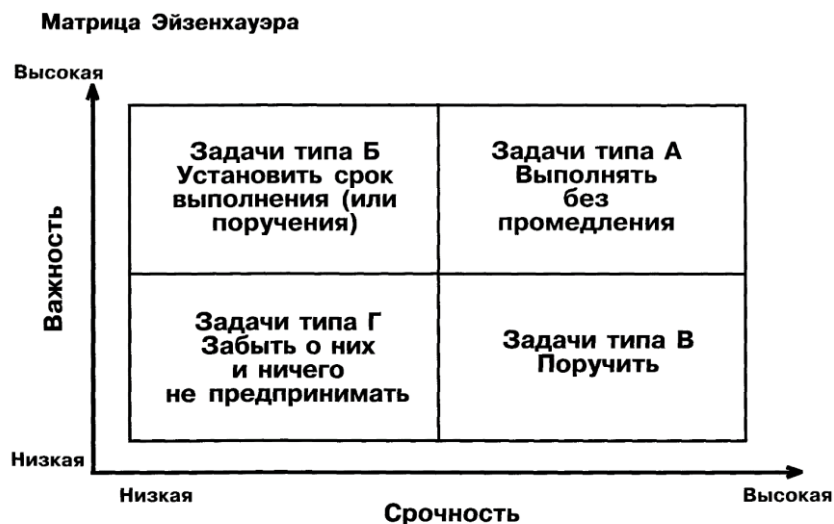 Матрица Эйзенхауэра
Высокая
Важность
Задачи типа Б
Установить срок
выполнения (или
поручения)
Задачи типа А
Выполнять
без
промедления
Задачи типа Г
Забыть о них
и ничего
не предпринимать
Задачи типа В
Поручить
Низкая
Низкая
Срочность
Высокая